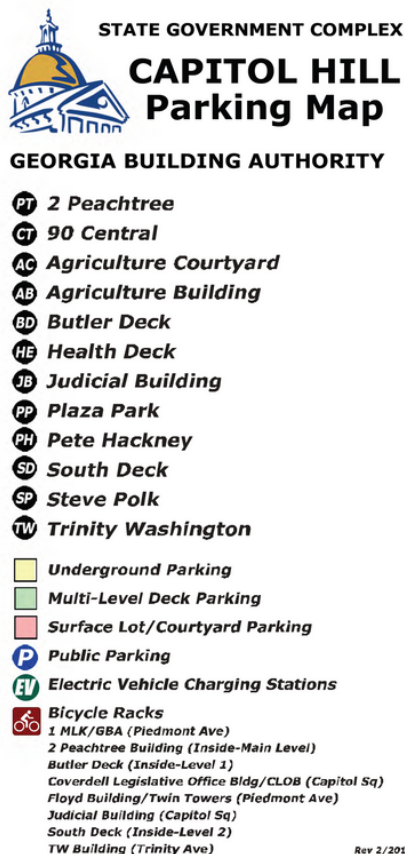 STATE GOVERNMENT COMPLEX
CAPITOL HILL
Parking Map
GEORGIA BUILDING AUTHORITY
PT 2 Peachtree
CT 90 Central
AC Agriculture Courtyard
AB Agriculture Building
BD Butler Deck
HE Health Deck
JB Judicial Building
PP Plaza Park
PH Pete Hackney
SD South Deck
SP Steve Polk
TW Trinity Washington
Underground Parking
Multi-Level Deck Parking
Surface Lot/Courtyard Parking
P Public Parking
EV Electric Vehicle Charging Stations
Bicycle Racks
1 MLK/GBA (Piedmont Ave)
2 Peachtree Building (Inside-Main Level)
Butler Deck (Inside-Level 1)
Coverdell Legislative Office Bldg/CLOB (Capitol Sq)
Floyd Building/Twin Towers (Piedmont Ave)
Judicial Building (Capitol Sq)
South Deck (Inside-Level 2)
TW Building (Trinity Ave)
Rev 2/201